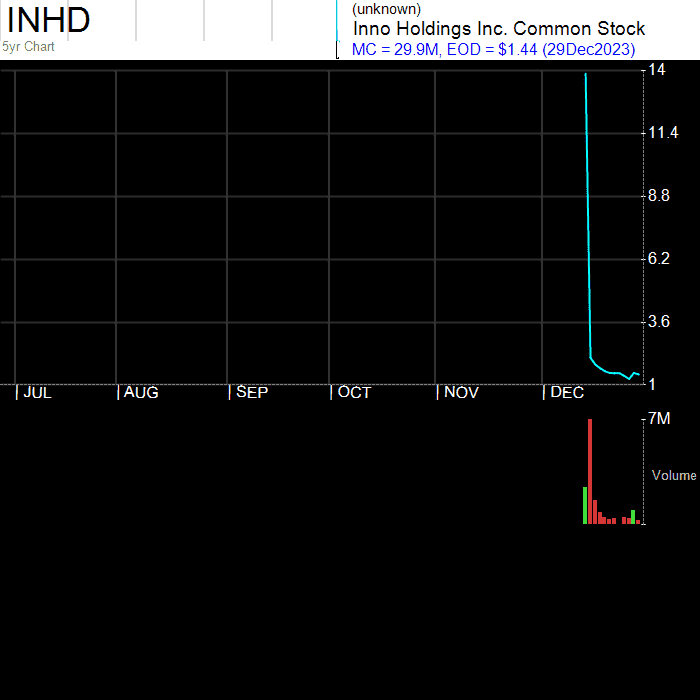 INHD
5yr Chart
(unknown)
Inno Holdings Inc. Common Stock
MC = 29.9M, EOD = $1.44 (29Dec2023)
14
11.4
8.8
6.2
3.6
1
| JUL | AUG | SEP | OCT | NOV | DEC
7M
Volume